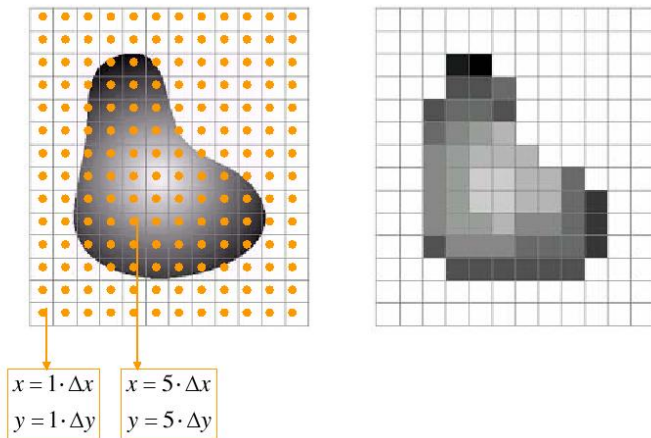 x = 1 · Δx
y = 1 · Δy
x = 5 · Δx
y = 5 · Δy